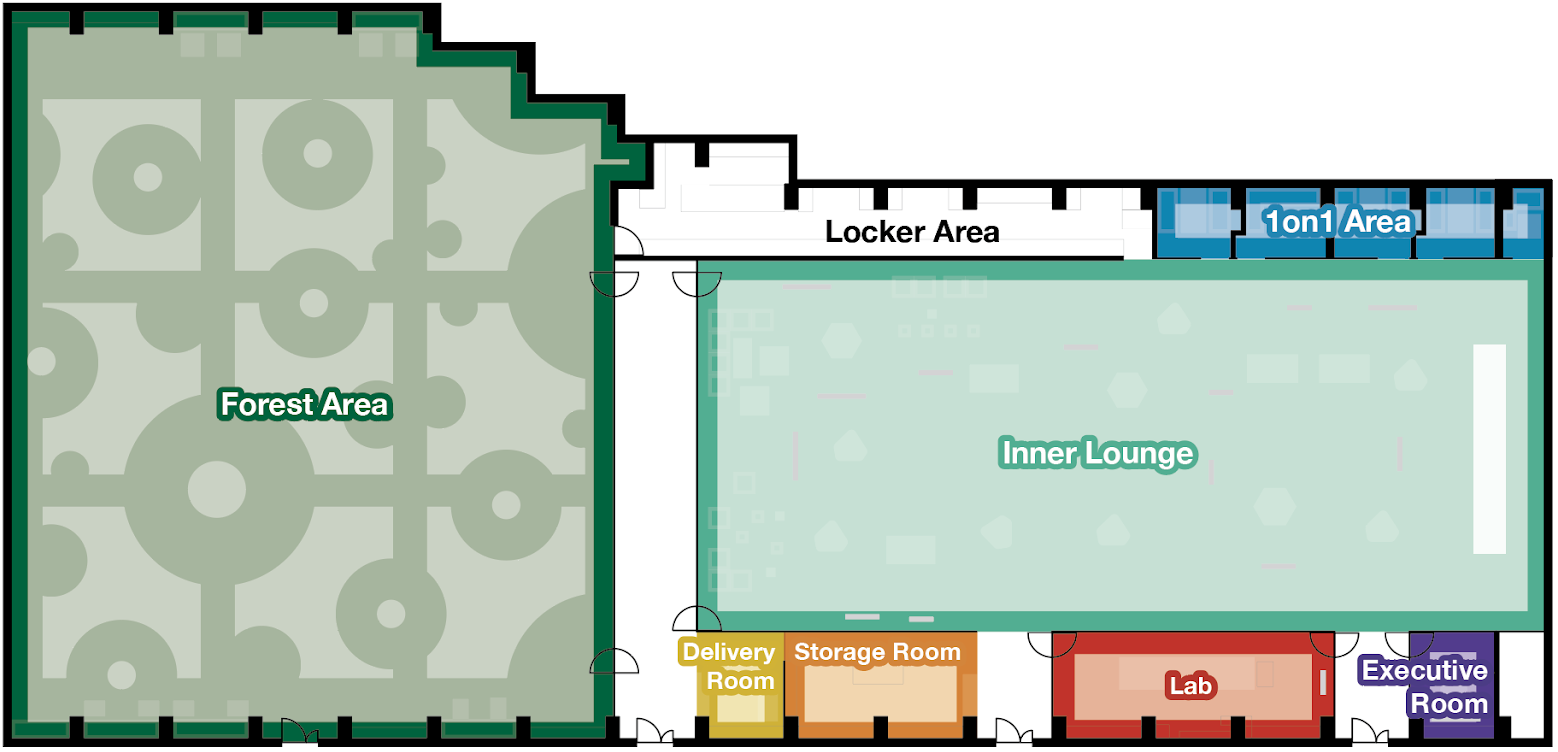 Locker Area
1on1 Area
Forest Area
Inner Lounge
Delivery
Room
Storage Room
Lab
Executive
Room